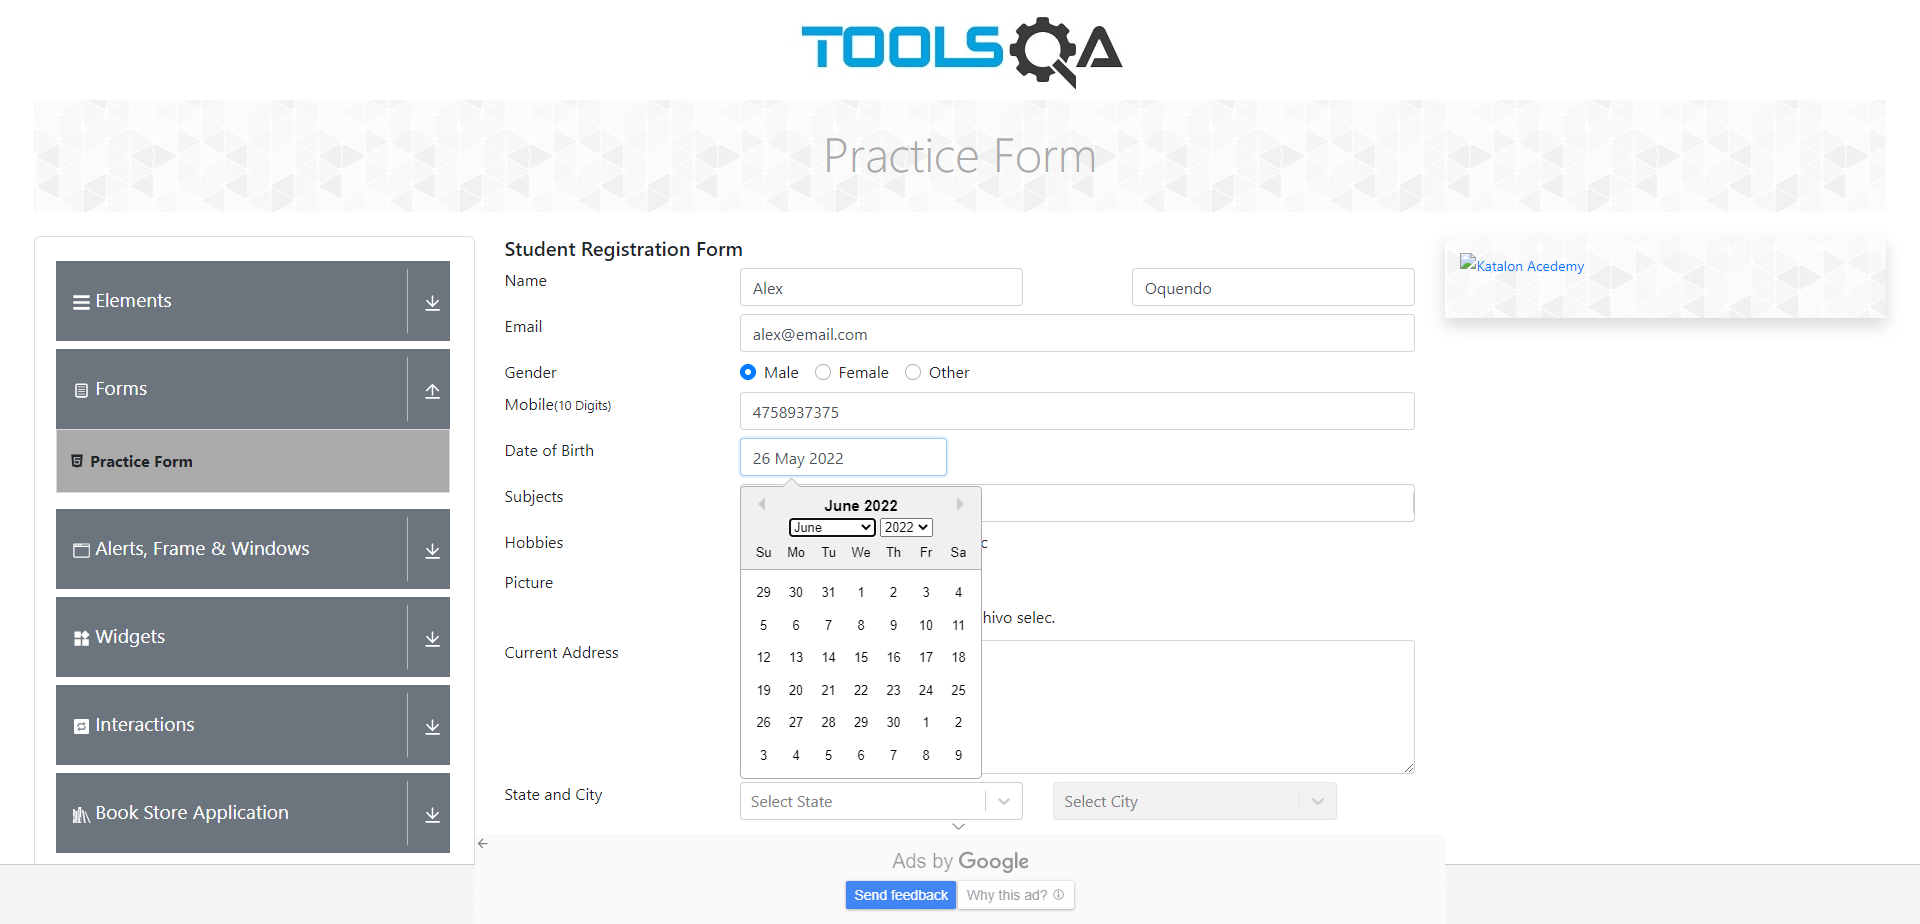 TOOLSQA
Practice Form
Elements
Forms
Practice Form
Alerts, Frame & Windows
Widgets
Interactions
Book Store Application
Student Registration Form
Name
Alex
Oquendo
Email
alex@email.com
Gender
Male
Female
Other
Mobile(10 Digits)
4758937375
Date of Birth
26 May 2022
Subjects
June 2022
June
2022
Su Mo Tu We Th Fr Sa
29 30 31 1 2 3 4
5 6 7 8 9 10 11
12 13 14 15 16 17 18
19 20 21 22 23 24 25
26 27 28 29 30 1 2
3 4 5 6 7 8 9
Hobbies
c
Picture
hivo selec.
Current Address
State and City
Select State
Select City
Katalon Acedemy
Ads by Google
Send feedback
Why this ad?